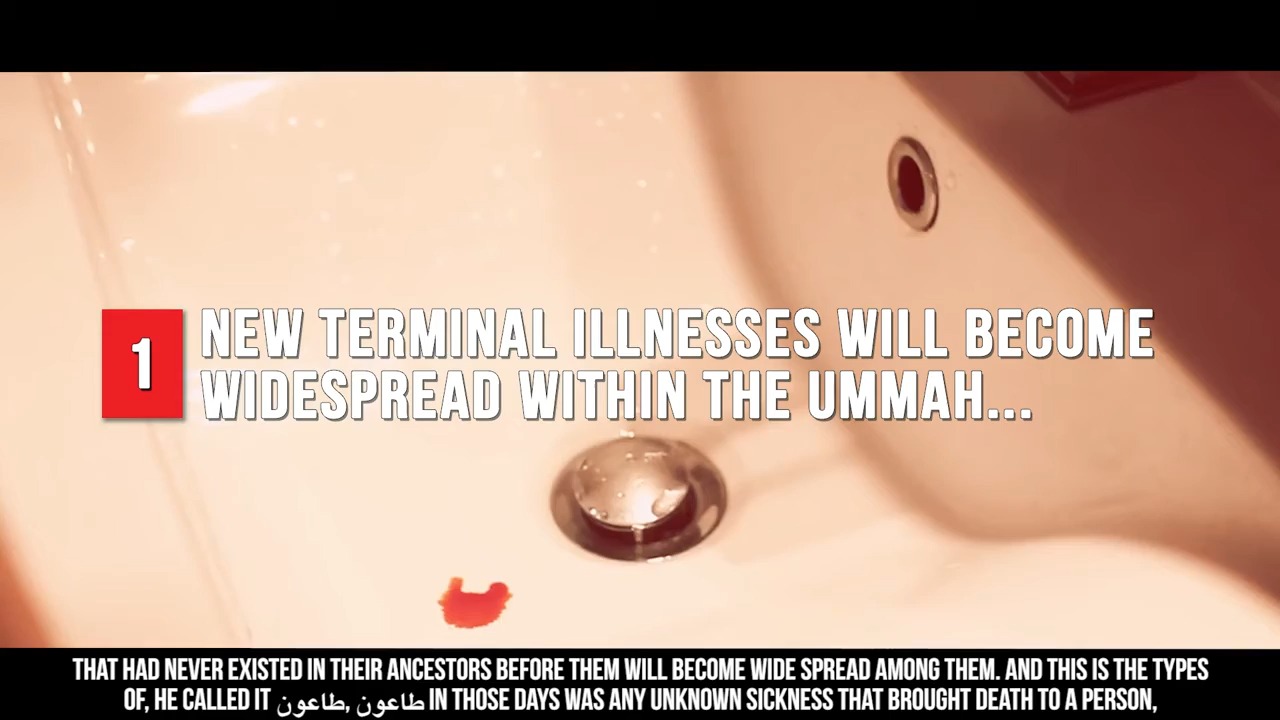 1
NEW TERMINAL ILLNESSES WILL BECOME
WIDESPREAD WITHIN THE UMMAH...
THAT HAD NEVER EXISTED IN THEIR ANCESTORS BEFORE THEM WILL BECOME WIDE SPREAD AMONG THEM. AND THIS IS THE TYPES
OF, HE CALLED IT طاعون, طاعون IN THOSE DAYS WAS ANY UNKNOWN SICKNESS THAT BROUGHT DEATH TO A PERSON,